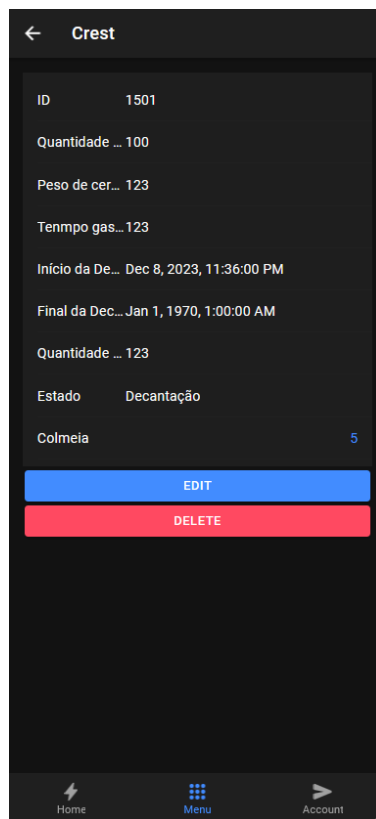 Crest
ID 1501
Quantidade ... 100
Peso de cer... 123
Tenmpo gas... 123
Início da De... Dec 8, 2023, 11:36:00 PM
Final da Dec... Jan 1, 1970, 1:00:00 AM
Quantidade ... 123
Estado Decantação
Colmeia 5
EDIT
DELETE
Home Menu Account